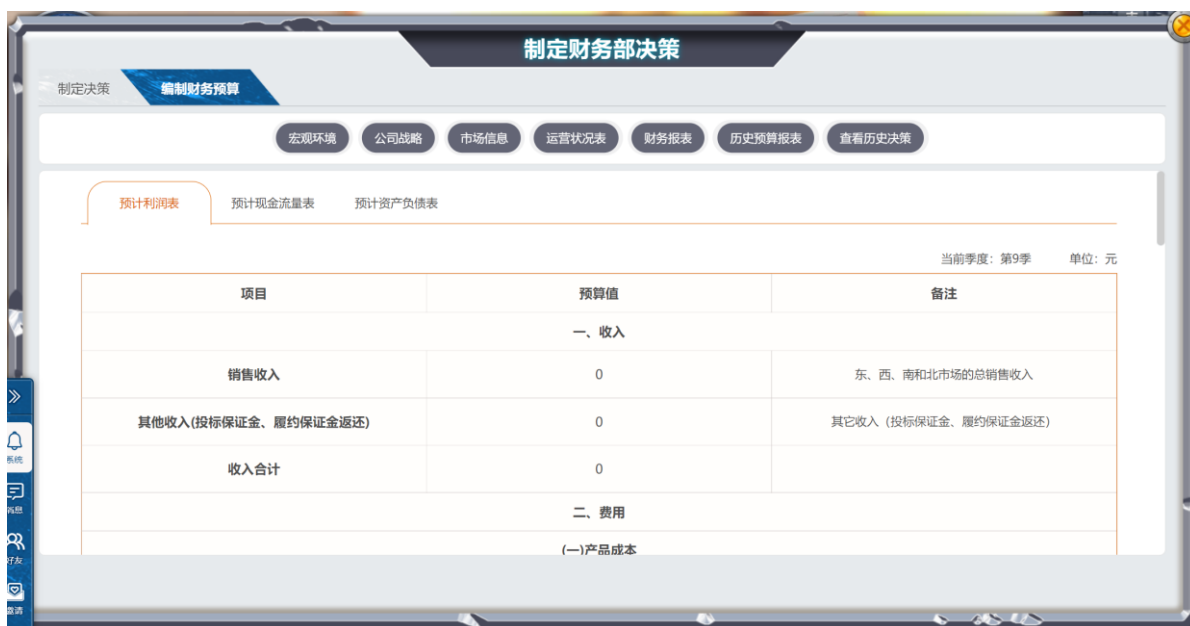 制定财务部决策
制定决策 编制财务预算
宏观环境 公司战略 市场信息 运营状况表 财务报表 历史预算报表 查看历史决策
预计利润表 预计现金流量表 预计资产负债表
当前季度：第9季 单位：元
项目 预算值 备注
一、收入
销售收入 0 东、西、南和北市场的总销售收入
其他收入(投标保证金、履约保证金返还) 0 其它收入（投标保证金、履约保证金返还）
收入合计 0
二、费用
(一)产品成本
系统
消息
好友
邀请